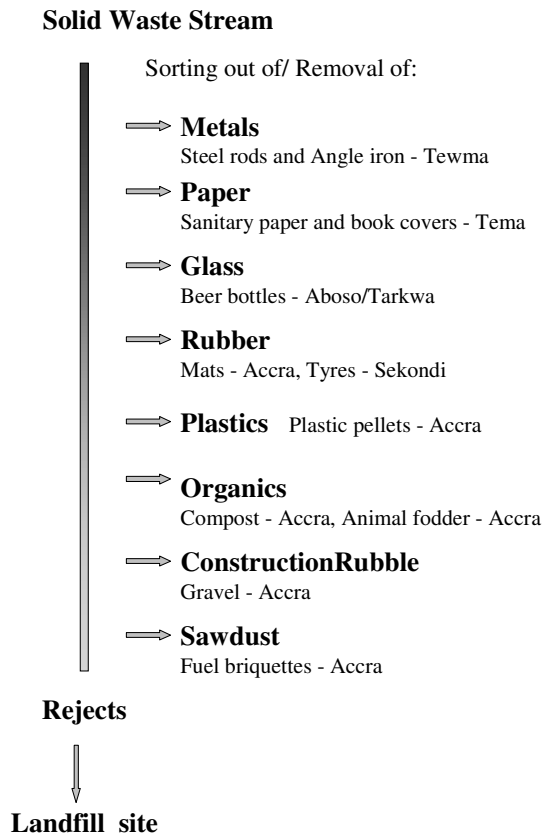 Solid Waste Stream
Sorting out of/ Removal of:
Metals
Steel rods and Angle iron - Tewma
Paper
Sanitary paper and book covers - Tema
Glass
Beer bottles - Aboso/Tarkwa
Rubber
Mats - Accra, Tyres - Sekondi
Plastics Plastic pellets - Accra
Organics
Compost - Accra, Animal fodder - Accra
ConstructionRubble
Gravel - Accra
Sawdust
Fuel briquettes - Accra
Rejects
Landfill site